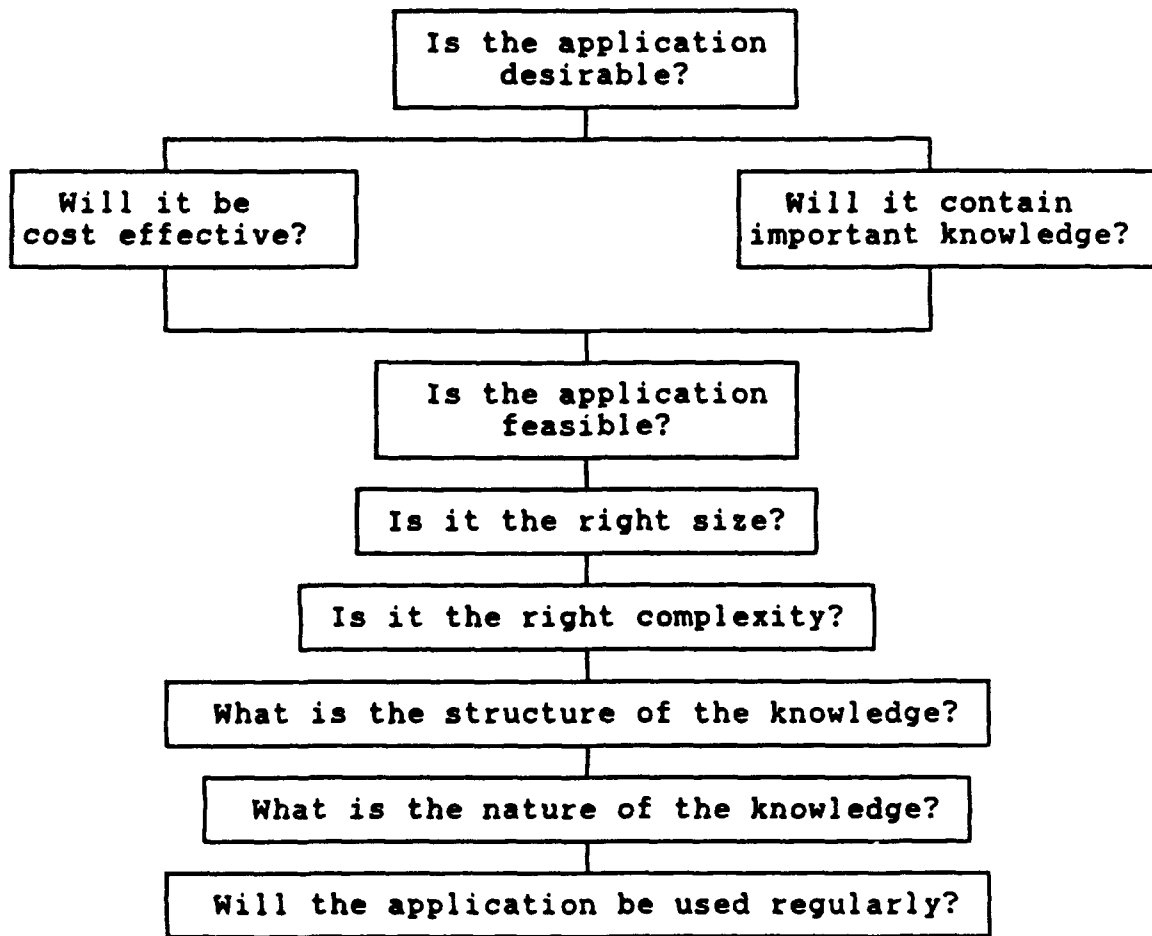 Is the application
desirable?
Will it be
cost effective?
Will it contain
important knowledge?
Is the application
feasible?
Is it the right size?
Is it the right complexity?
What is the structure of the knowledge?
What is the nature of the knowledge?
Will the application be used regularly?